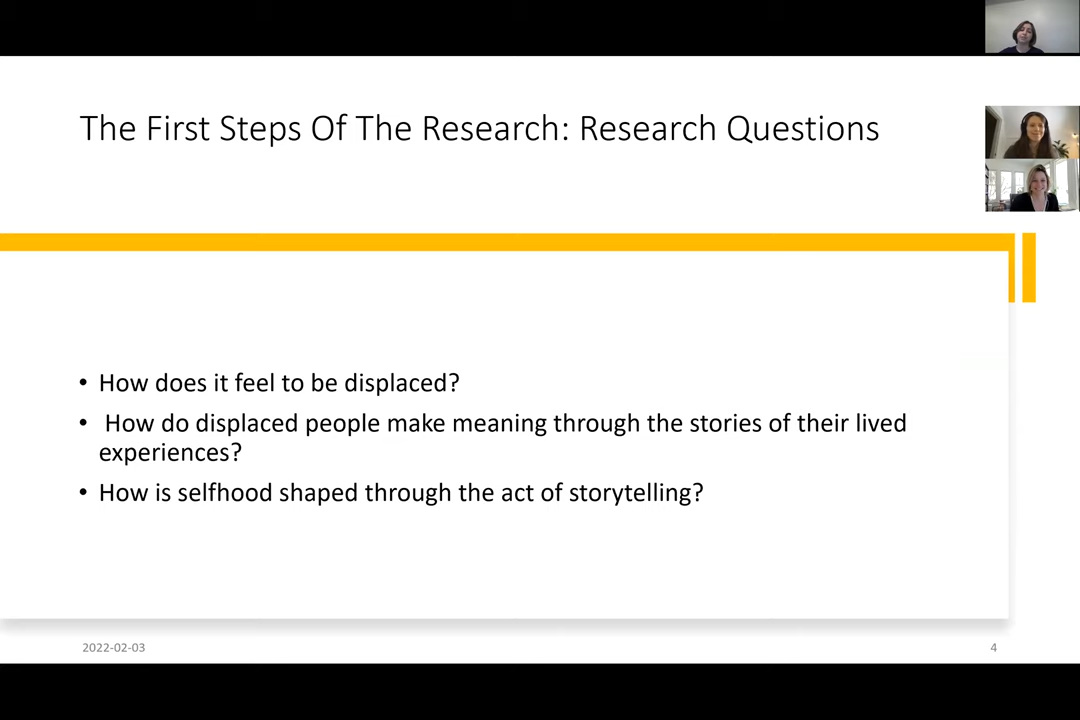 The First Steps Of The Research: Research Questions
• How does it feel to be displaced?
• How do displaced people make meaning through the stories of their lived
experiences?
• How is selfhood shaped through the act of storytelling?
2022-02-03
4